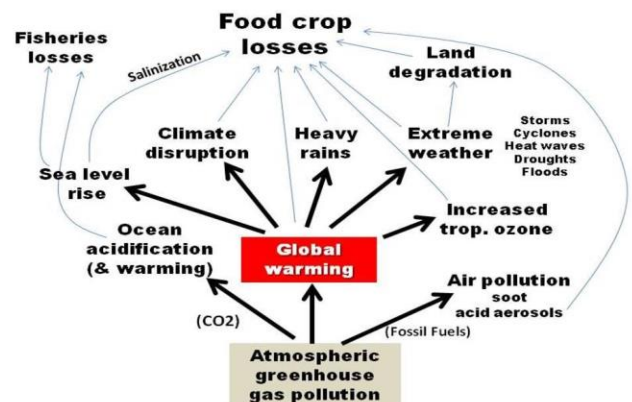 Food crop
losses
Fisheries
losses
Salinization
Land
degradation
Climate
disruption
Heavy
rains
Extreme
weather
Storms
Cyclones
Heat waves
Droughts
Floods
Sea level
rise
Ocean
acidification
(& warming)
Global
warming
Increased
trop. ozone
Air pollution
soot
acid aerosols
(CO2)
(Fossil Fuels)
Atmospheric
greenhouse
gas pollution